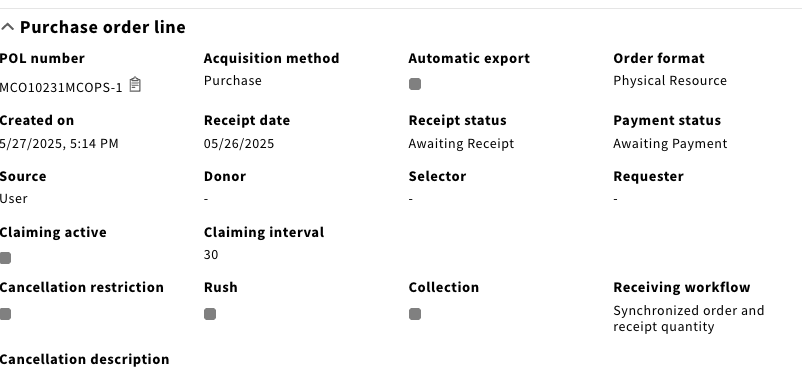 Purchase order line
POL number Acquisition method Automatic export Order format
MCO10231MCOPS-1 Purchase Physical Resource
Created on Receipt date Receipt status Payment status
5/27/2025, 5:14 PM 05/26/2025 Awaiting Receipt Awaiting Payment
Source Donor Selector Requester
User - - -
Claiming active Claiming interval
30
Cancellation restriction Rush Collection Receiving workflow
Synchronized order and
receipt quantity
Cancellation description